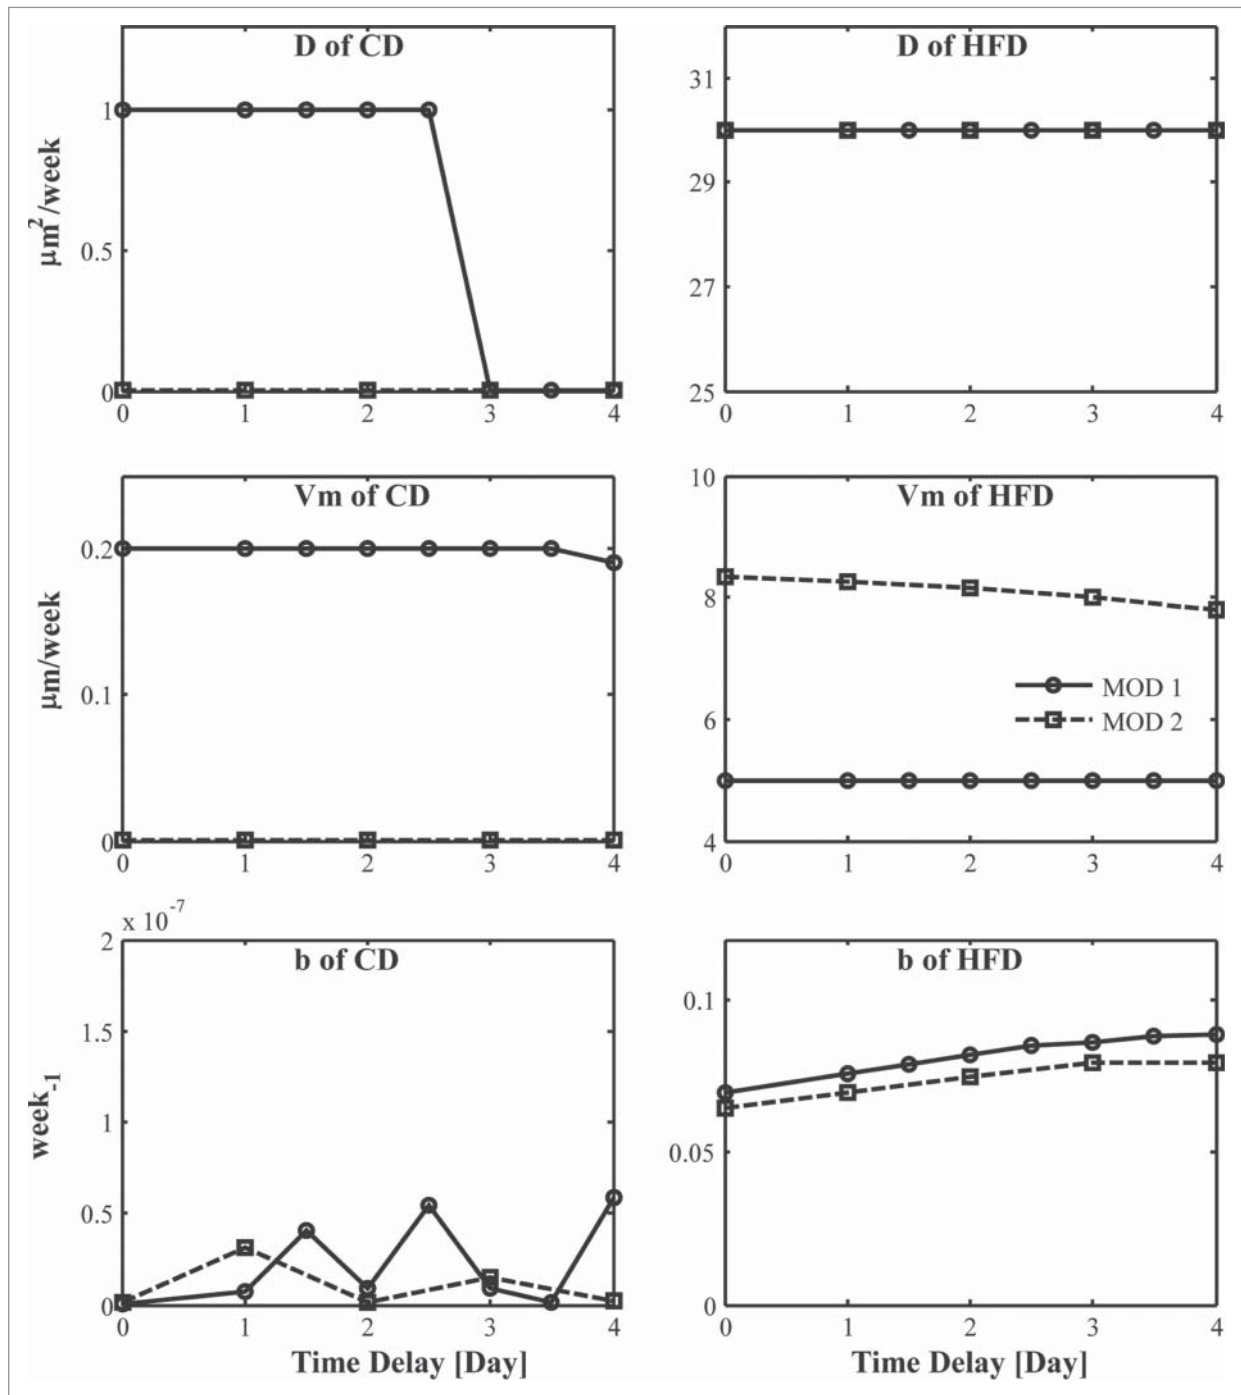 D of CD
μm²/week
1
0.5
0
0 1 2 3 4
D of HFD
31
29
27
25
0 1 2 3 4
Vm of CD
μm/week
0.2
0.1
0
0 1 2 3 4
Vm of HFD
10
8
6
4
MOD 1
MOD 2
0 1 2 3 4
x 10⁻⁷
b of CD
week₋₁
2
1.5
1
0.5
0
0 1 2 3 4
Time Delay [Day]
b of HFD
0.1
0.05
0
0 1 2 3 4
Time Delay [Day]